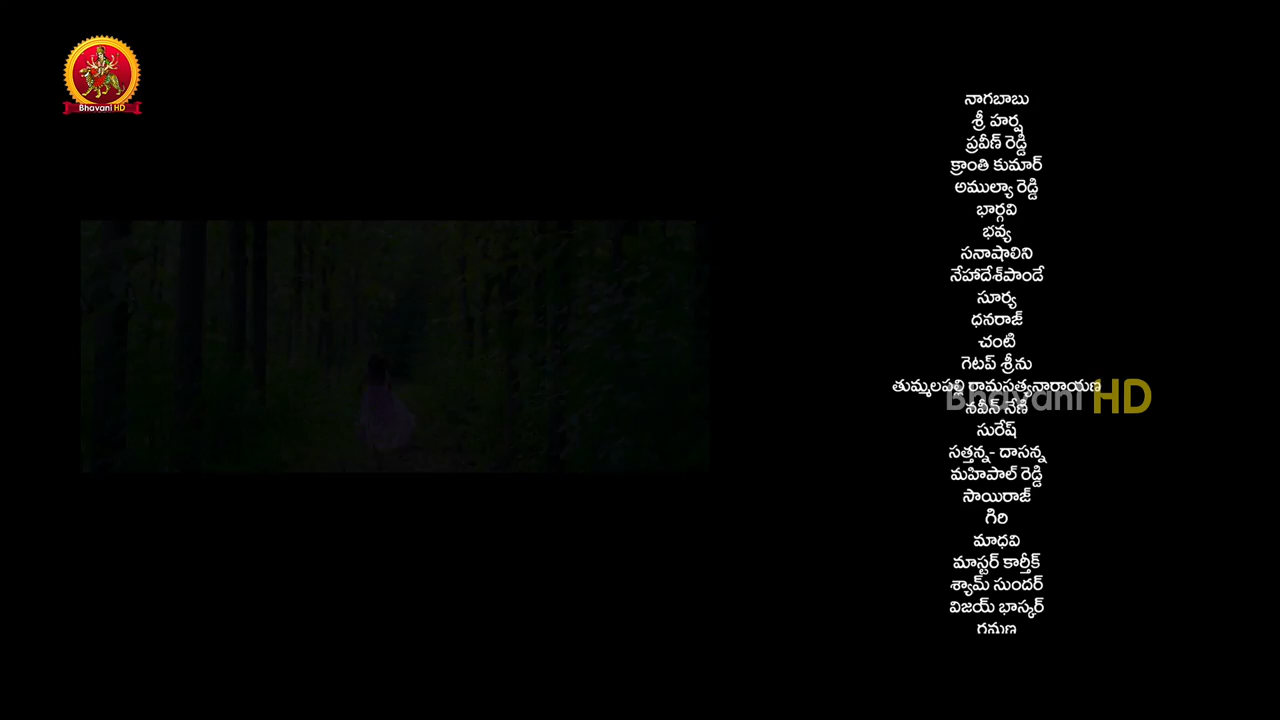 Bhavani HD
నాగబాబు
శ్రీ హర్ష
ప్రవీణ్ రెడ్డి
క్రాంతి కుమార్
అముల్యా రెడ్డి
భార్గవి
భవ్య
సనాషాలిని
నేహాదేశ్‌పాండే
సూర్య
ధనరాజ్
చంటి
గెటప్ శ్రీను
తుమ్మలపల్లి రామసత్యనారాయణ
Bhavani HD
నవీన్ నేణి
సురేష్
సత్తన్న- దాసన్న
మహిపాల్ రెడ్డి
సాయిరాజ్
గిరి
మాధవి
మాస్టర్ కార్తీక్
శ్యామ్ సుందర్
విజయ్ భాస్కర్